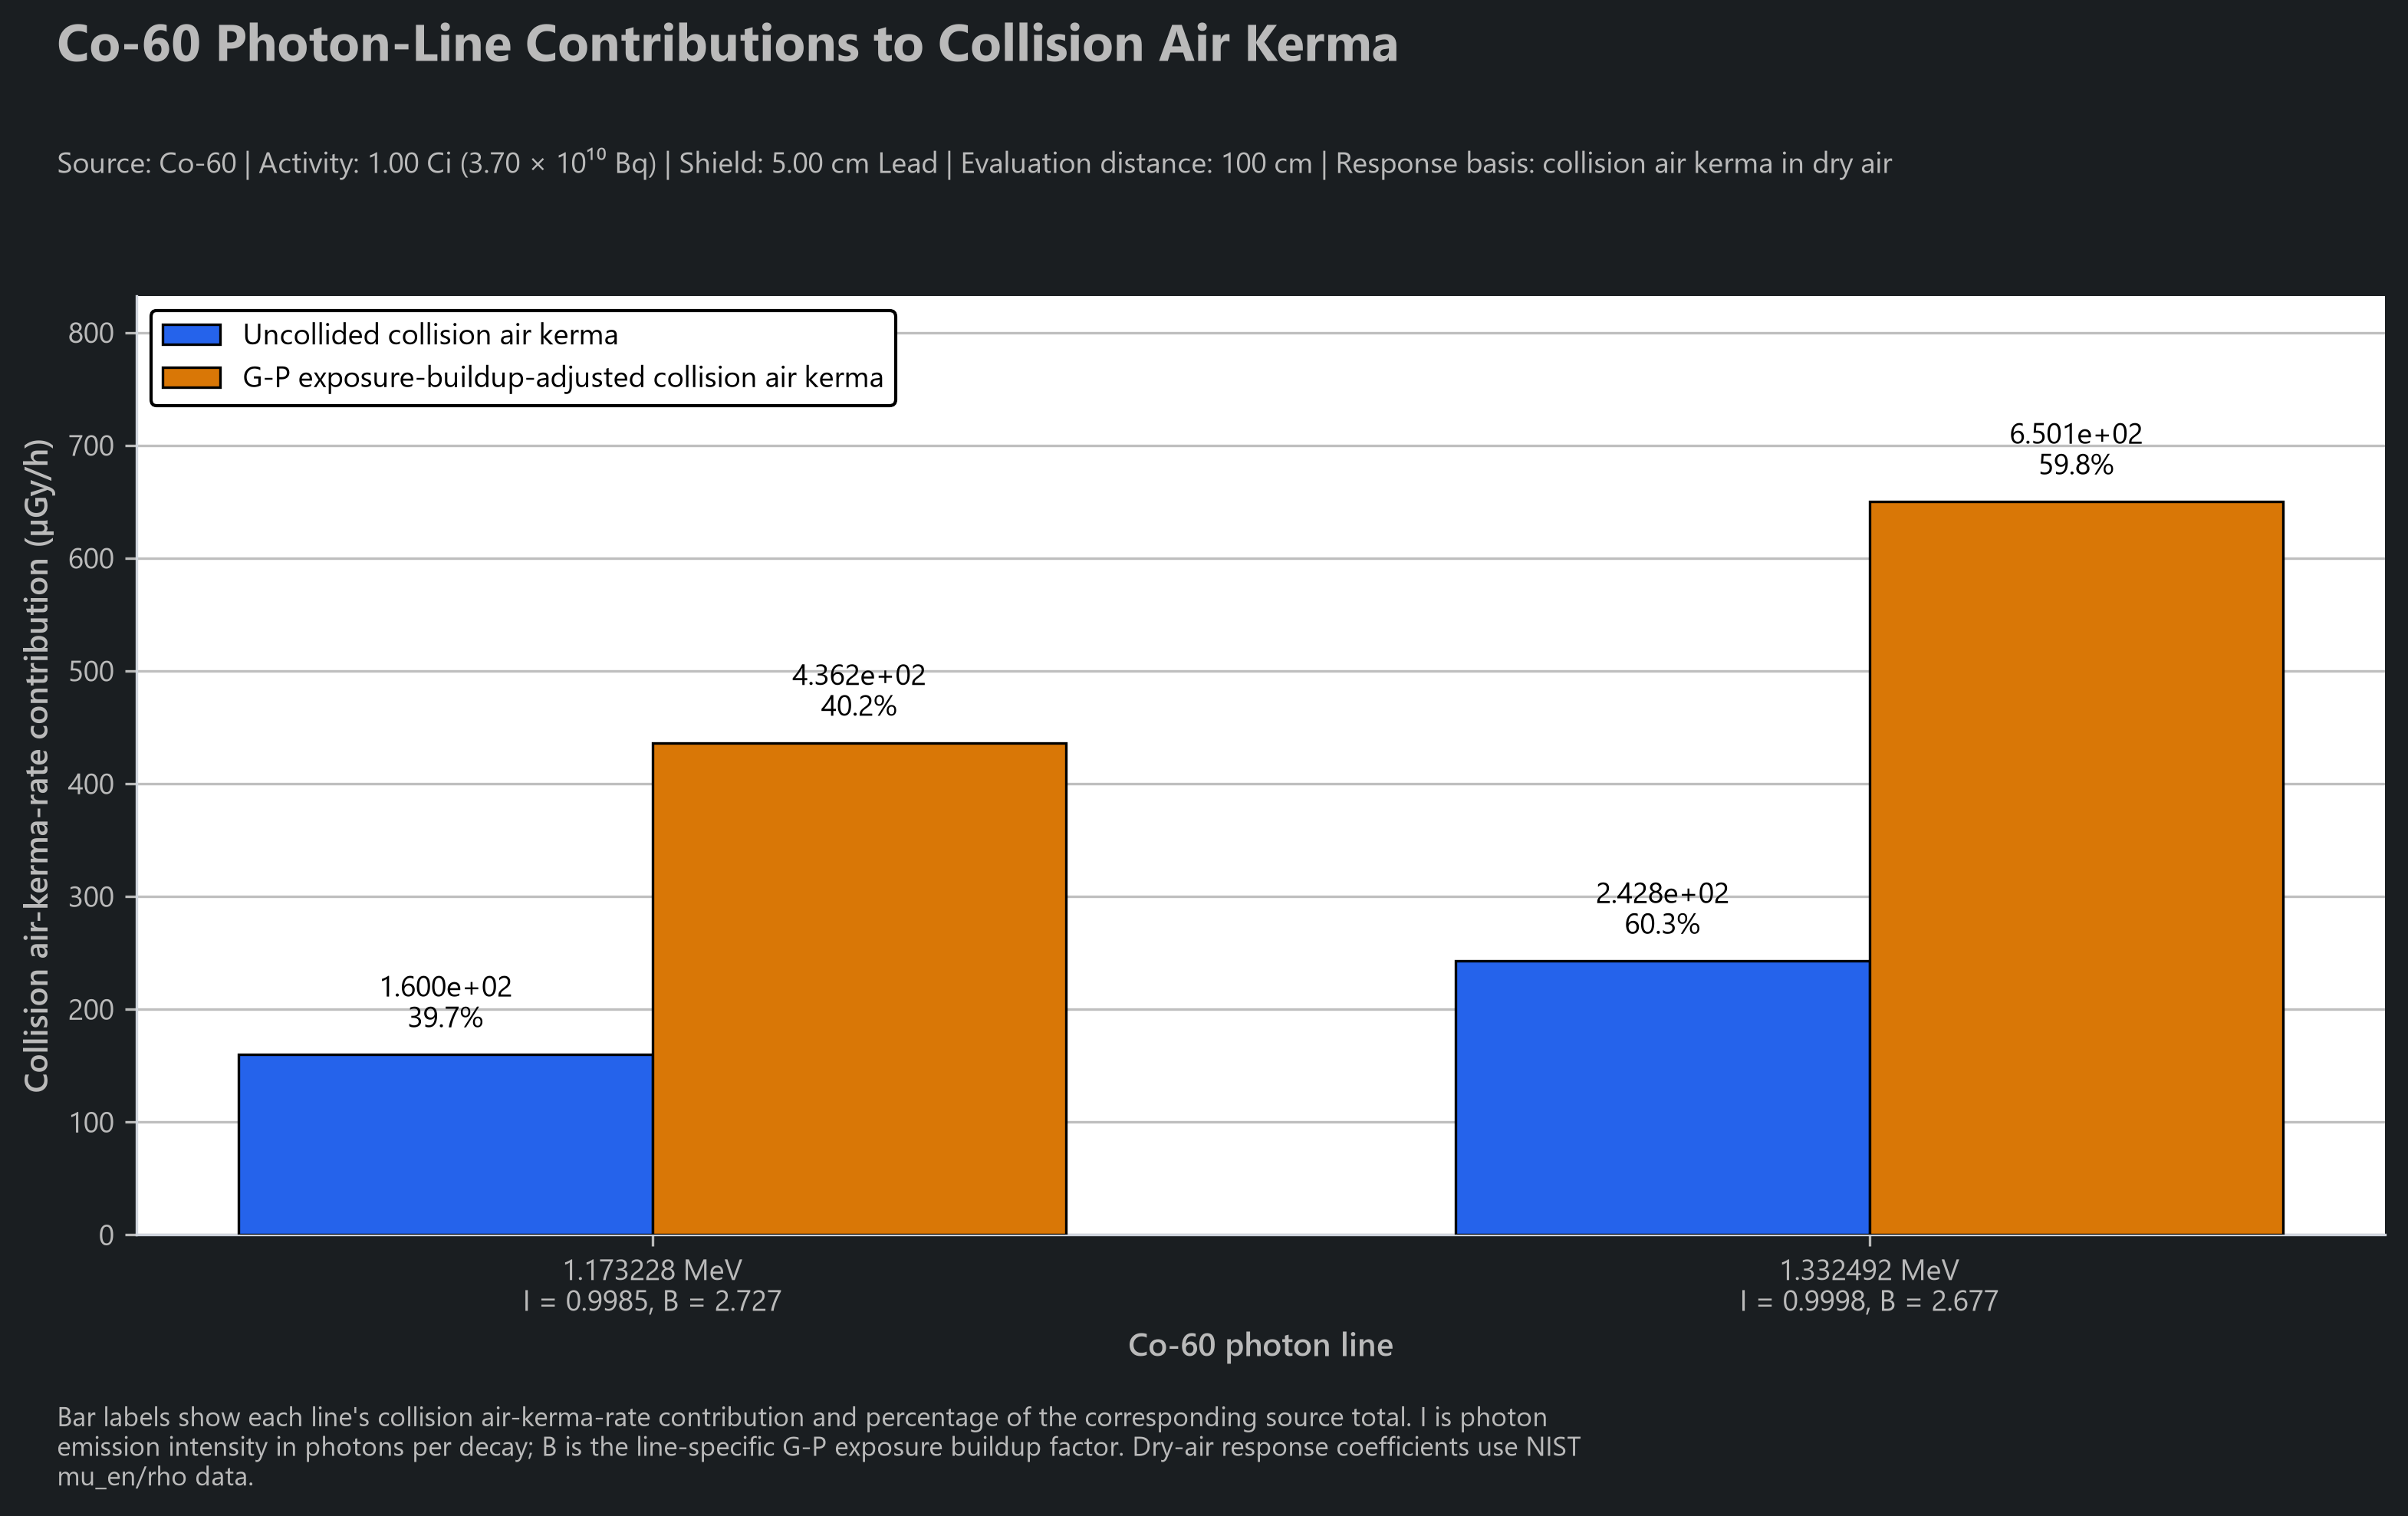 Co-60 Photon-Line Contributions to Collision Air Kerma
Source: Co-60 | Activity: 1.00 Ci (3.70 × 10¹⁰ Bq) | Shield: 5.00 cm Lead | Evaluation distance: 100 cm | Response basis: collision air kerma in dry air
Uncollided collision air kerma
G-P exposure-buildup-adjusted collision air kerma
Collision air-kerma-rate contribution (µGy/h)
800
700
600
500
400
300
200
100
0
1.600e+02
39.7%
4.362e+02
40.2%
2.428e+02
60.3%
6.501e+02
59.8%
1.173228 MeV
I = 0.9985, B = 2.727
1.332492 MeV
I = 0.9998, B = 2.677
Co-60 photon line
Bar labels show each line's collision air-kerma-rate contribution and percentage of the corresponding source total. I is photon
emission intensity in photons per decay; B is the line-specific G-P exposure buildup factor. Dry-air response coefficients use NIST
mu_en/rho data.